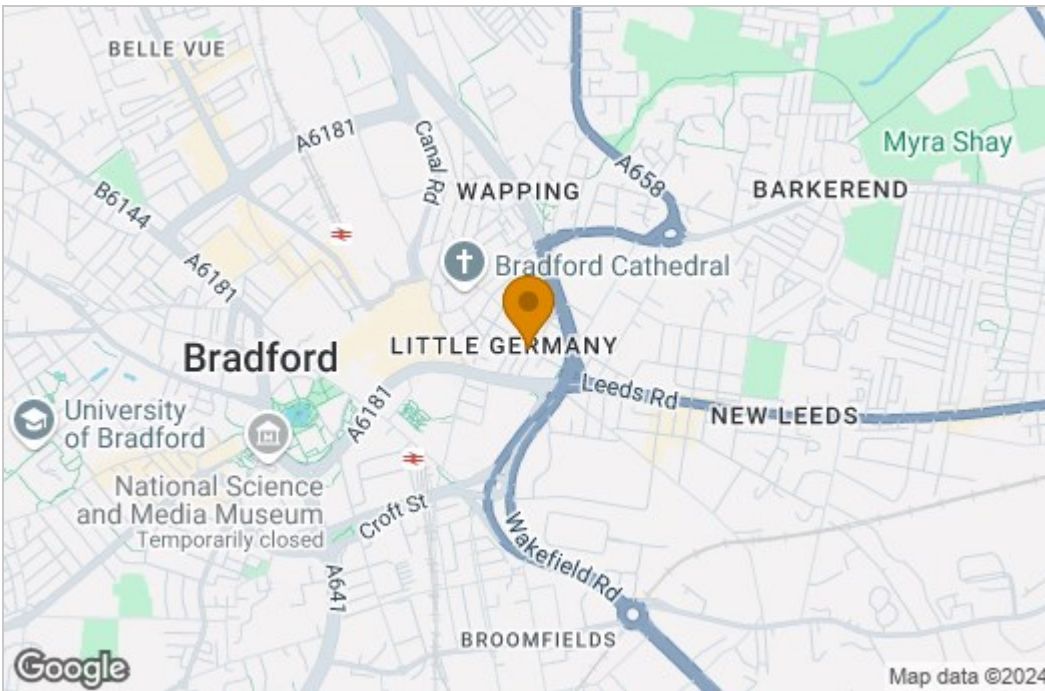 BELLE VUE
A6181
Canal Rd
A658
Myra Shay
WAPPING
BARKEREND
B6144
A6181
Bradford Cathedral
LITTLE GERMANY
Bradford
A6181
Leeds Rd
NEW LEEDS
University
of Bradford
National Science
and Media Museum
Temporarily closed
Croft St
Wakefield Rd
A641
BROOMFIELDS
Google
Map data ©2024